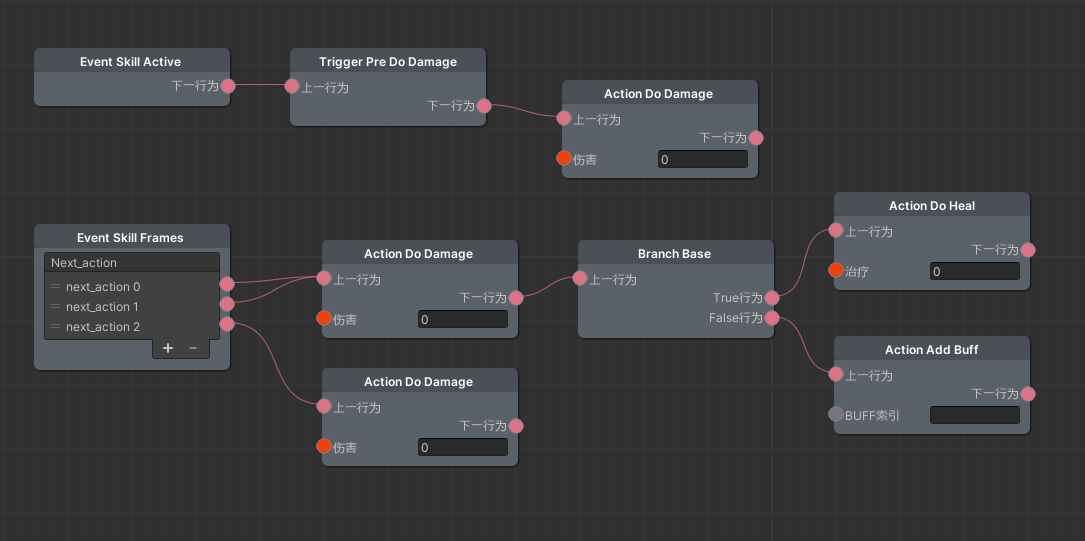 Event Skill Active
下一行为
Trigger Pre Do Damage
上一行为
下一行为
Action Do Damage
上一行为
下一行为
伤害
0
Event Skill Frames
Next_action
next_action 0
next_action 1
next_action 2
+ −
Action Do Damage
上一行为
下一行为
伤害
0
Action Do Damage
上一行为
下一行为
伤害
0
Branch Base
上一行为
True行为
False行为
Action Do Heal
上一行为
下一行为
治疗
0
Action Add Buff
上一行为
下一行为
BUFF索引